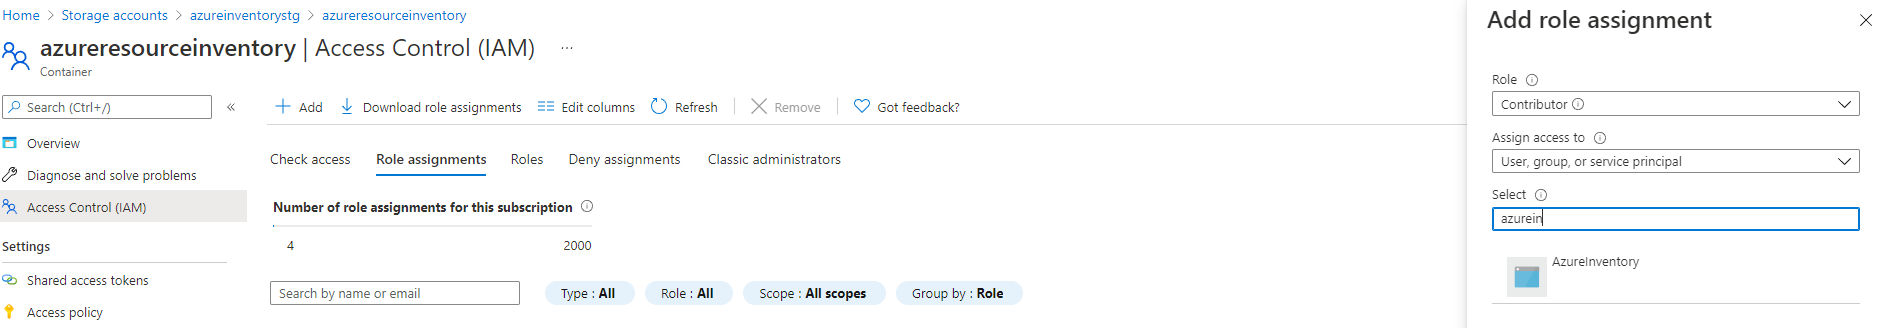 Home > Storage accounts > azureinventorystg > azureresourceinventory
azureresourceinventory | Access Control (IAM) ...
Container
Search (Ctrl+/) «
Overview
Diagnose and solve problems
Access Control (IAM)
Settings
Shared access tokens
Access policy
Add Download role assignments Edit columns Refresh Remove Got feedback?
Check access Role assignments Roles Deny assignments Classic administrators
Number of role assignments for this subscription
4 2000
Search by name or email Type : All Role : All Scope : All scopes Group by : Role
Add role assignment
Role
Contributor
Assign access to
User, group, or service principal
Select
azurein
AzureInventory